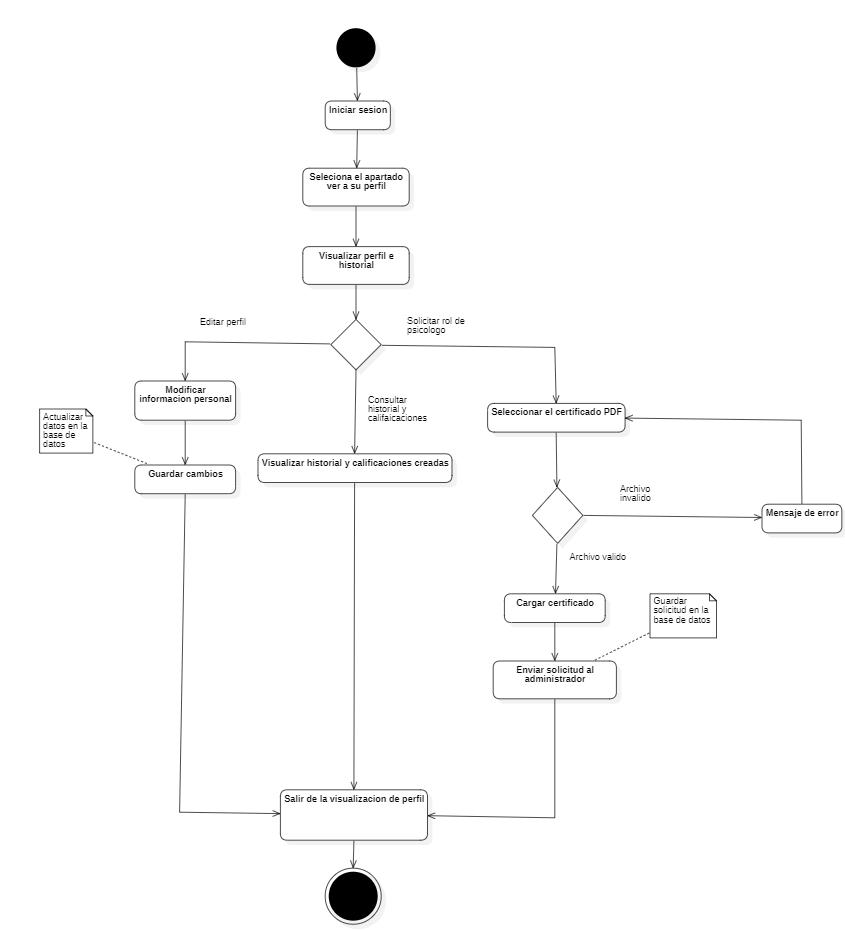 Iniciar sesion
Seleciona el apartado
ver a su perfil
Visualizar perfil e
historial
Editar perfil
Solicitar rol de
psicologo
Modificar
informacion personal
Consultar
historial y
califaicaciones
Seleccionar el certificado PDF
Actualizar
datos en la
base de
datos
Guardar cambios
Visualizar historial y calificaciones creadas
Archivo
invalido
Mensaje de error
Archivo valido
Cargar certificado
Guardar
solicitud en la
base de datos
Enviar solicitud al
administrador
Salir de la visualizacion de perfil